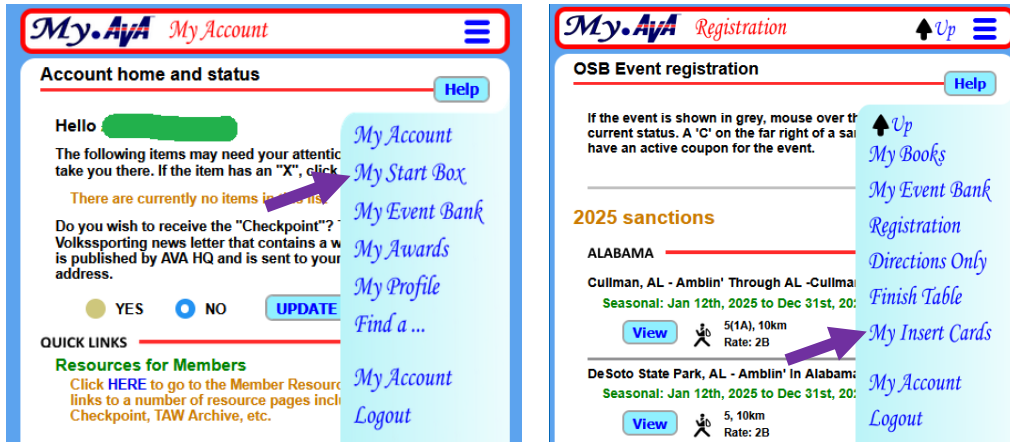 My.AVA My Account
Account home and status
Help
Hello
The following items may need your attentic
take you there. If the item has an "X", click
There are currently no items in
Do you wish to receive the "Checkpoint"?
Volkssporting news letter that contains a w
is published by AVA HQ and is sent to your
address.
YES NO UPDATE
QUICK LINKS
Resources for Members
Click HERE to go to the Member Resourc
links to a number of resource pages incl
Checkpoint, TAW Archive, etc.
My Account
My Start Box
My Event Bank
My Awards
My Profile
Find a ...
My Account
Logout
My.AVA Registration Up
OSB Event registration
Help
If the event is shown in grey, mouse over th
current status. A 'C' on the far right of a sa
have an active coupon for the event.
2025 sanctions
ALABAMA
Cullman, AL - Amblin' Through AL -Cullma
Seasonal: Jan 12th, 2025 to Dec 31st, 20
View 5(1A), 10km
Rate: 2B
DeSoto State Park, AL - Amblin' In Alabama
Seasonal: Jan 12th, 2025 to Dec 31st, 20
View 5, 10km
Rate: 2B
Up
My Books
My Event Bank
Registration
Directions Only
Finish Table
My Insert Cards
My Account
Logout